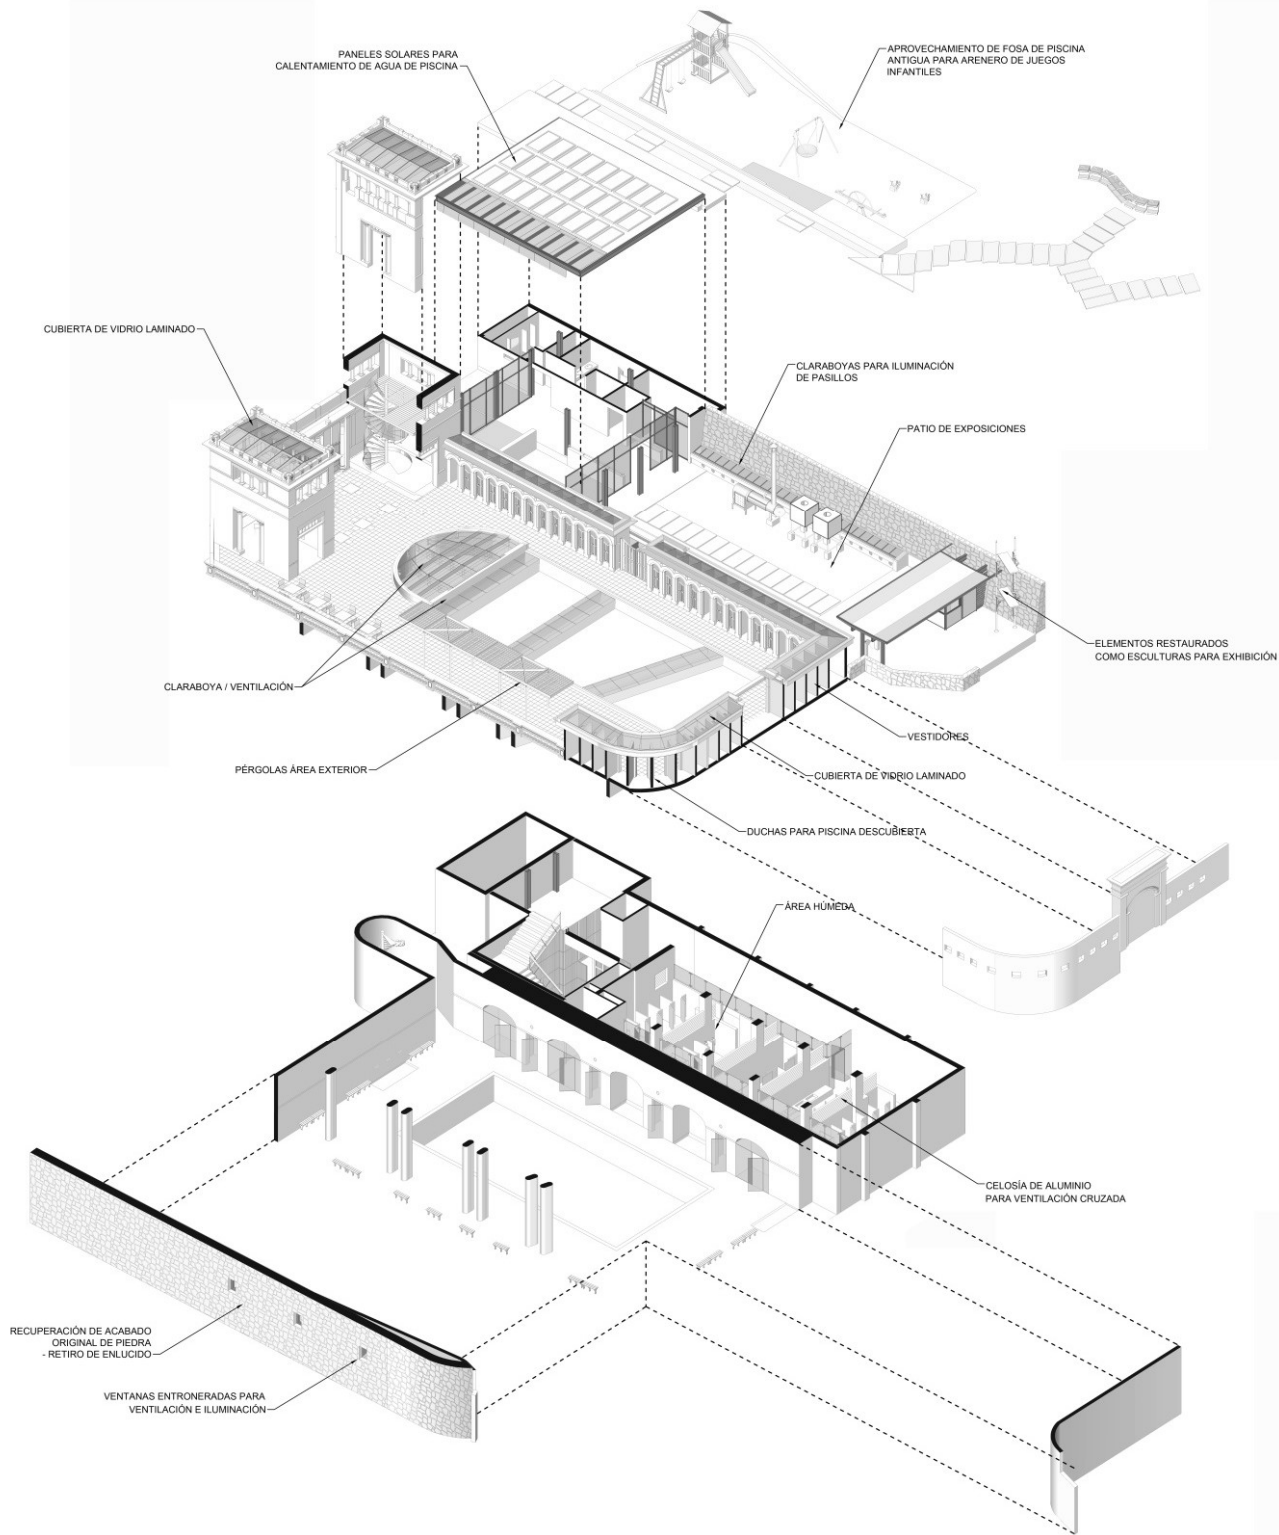 PANELES SOLARES PARA
CALENTAMIENTO DE AGUA DE PISCINA
APROVECHAMIENTO DE FOSA DE PISCINA
ANTIGUA PARA ARENERO DE JUEGOS
INFANTILES
CUBIERTA DE VIDRIO LAMINADO
CLARABOYAS PARA ILUMINACIÓN
DE PASILLOS
PATIO DE EXPOSICIONES
ELEMENTOS RESTAURADOS
COMO ESCULTURAS PARA EXHIBICIÓN
CLARABOYA / VENTILACIÓN
VESTIDORES
PÉRGOLAS ÁREA EXTERIOR
CUBIERTA DE VIDRIO LAMINADO
DUCHAS PARA PISCINA DESCUBIERTA
ÁREA HÚMEDA
CELOSÍA DE ALUMINIO
PARA VENTILACIÓN CRUZADA
RECUPERACIÓN DE ACABADO
ORIGINAL DE PIEDRA
- RETIRO DE ENLUCIDO
VENTANAS ENTRONERADAS PARA
VENTILACIÓN E ILUMINACIÓN